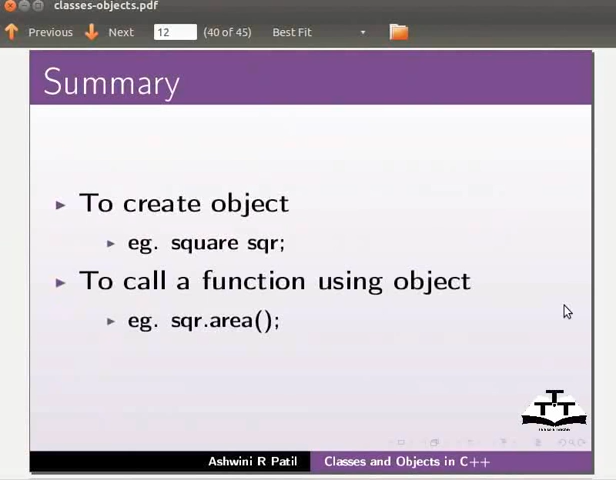 classes-objects.pdf
Previous Next 12 (40 of 45) Best Fit
Summary
To create object
eg. square sqr;
To call a function using object
eg. sqr.area();
Ashwini R Patil Classes and Objects in C++